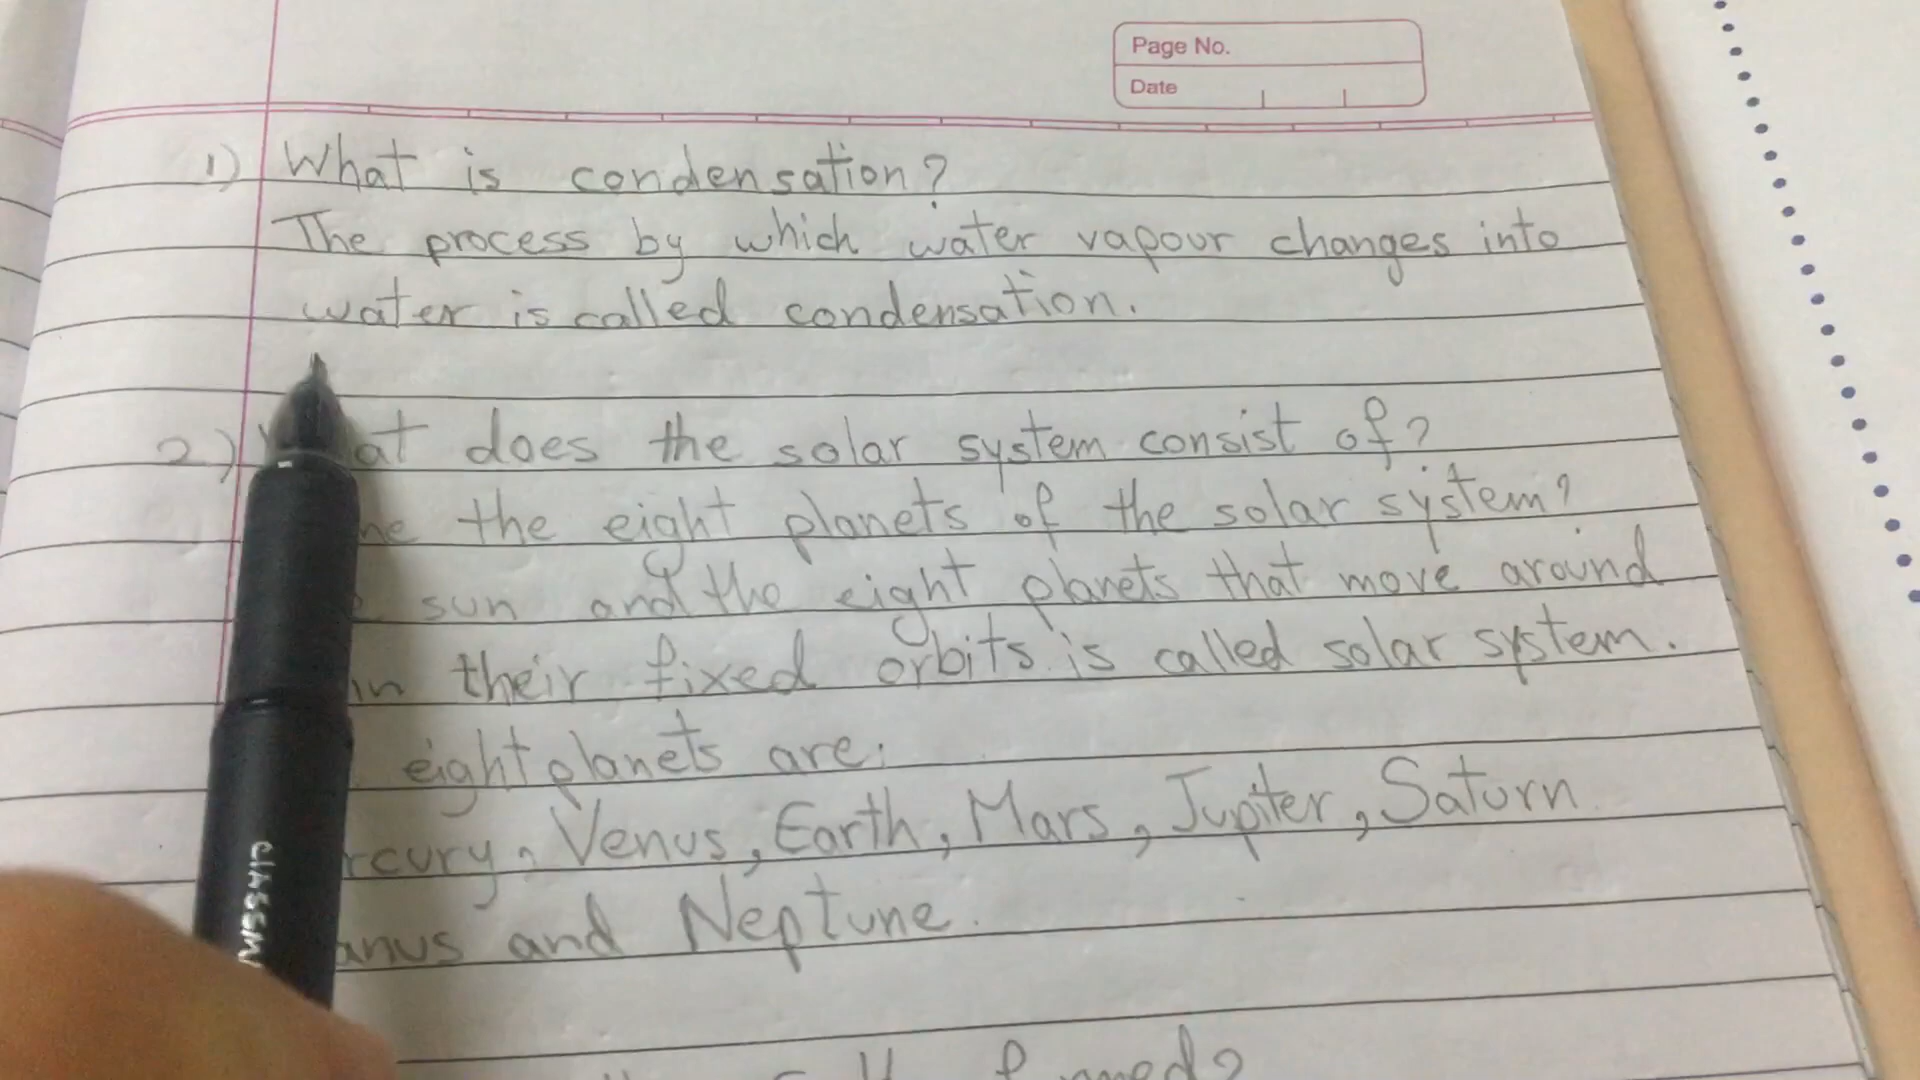 Page No.
Date
1) What is condensation?
The process by which water vapour changes into
water is called condensation.
2) at does the solar system consist of?
the eight planets of the solar system?
sun and the eight planets that move around
in their fixed orbits is called solar system.
eight planets are:
rcury, Venus, Earth, Mars, Jupiter, Saturn
anus and Neptune.